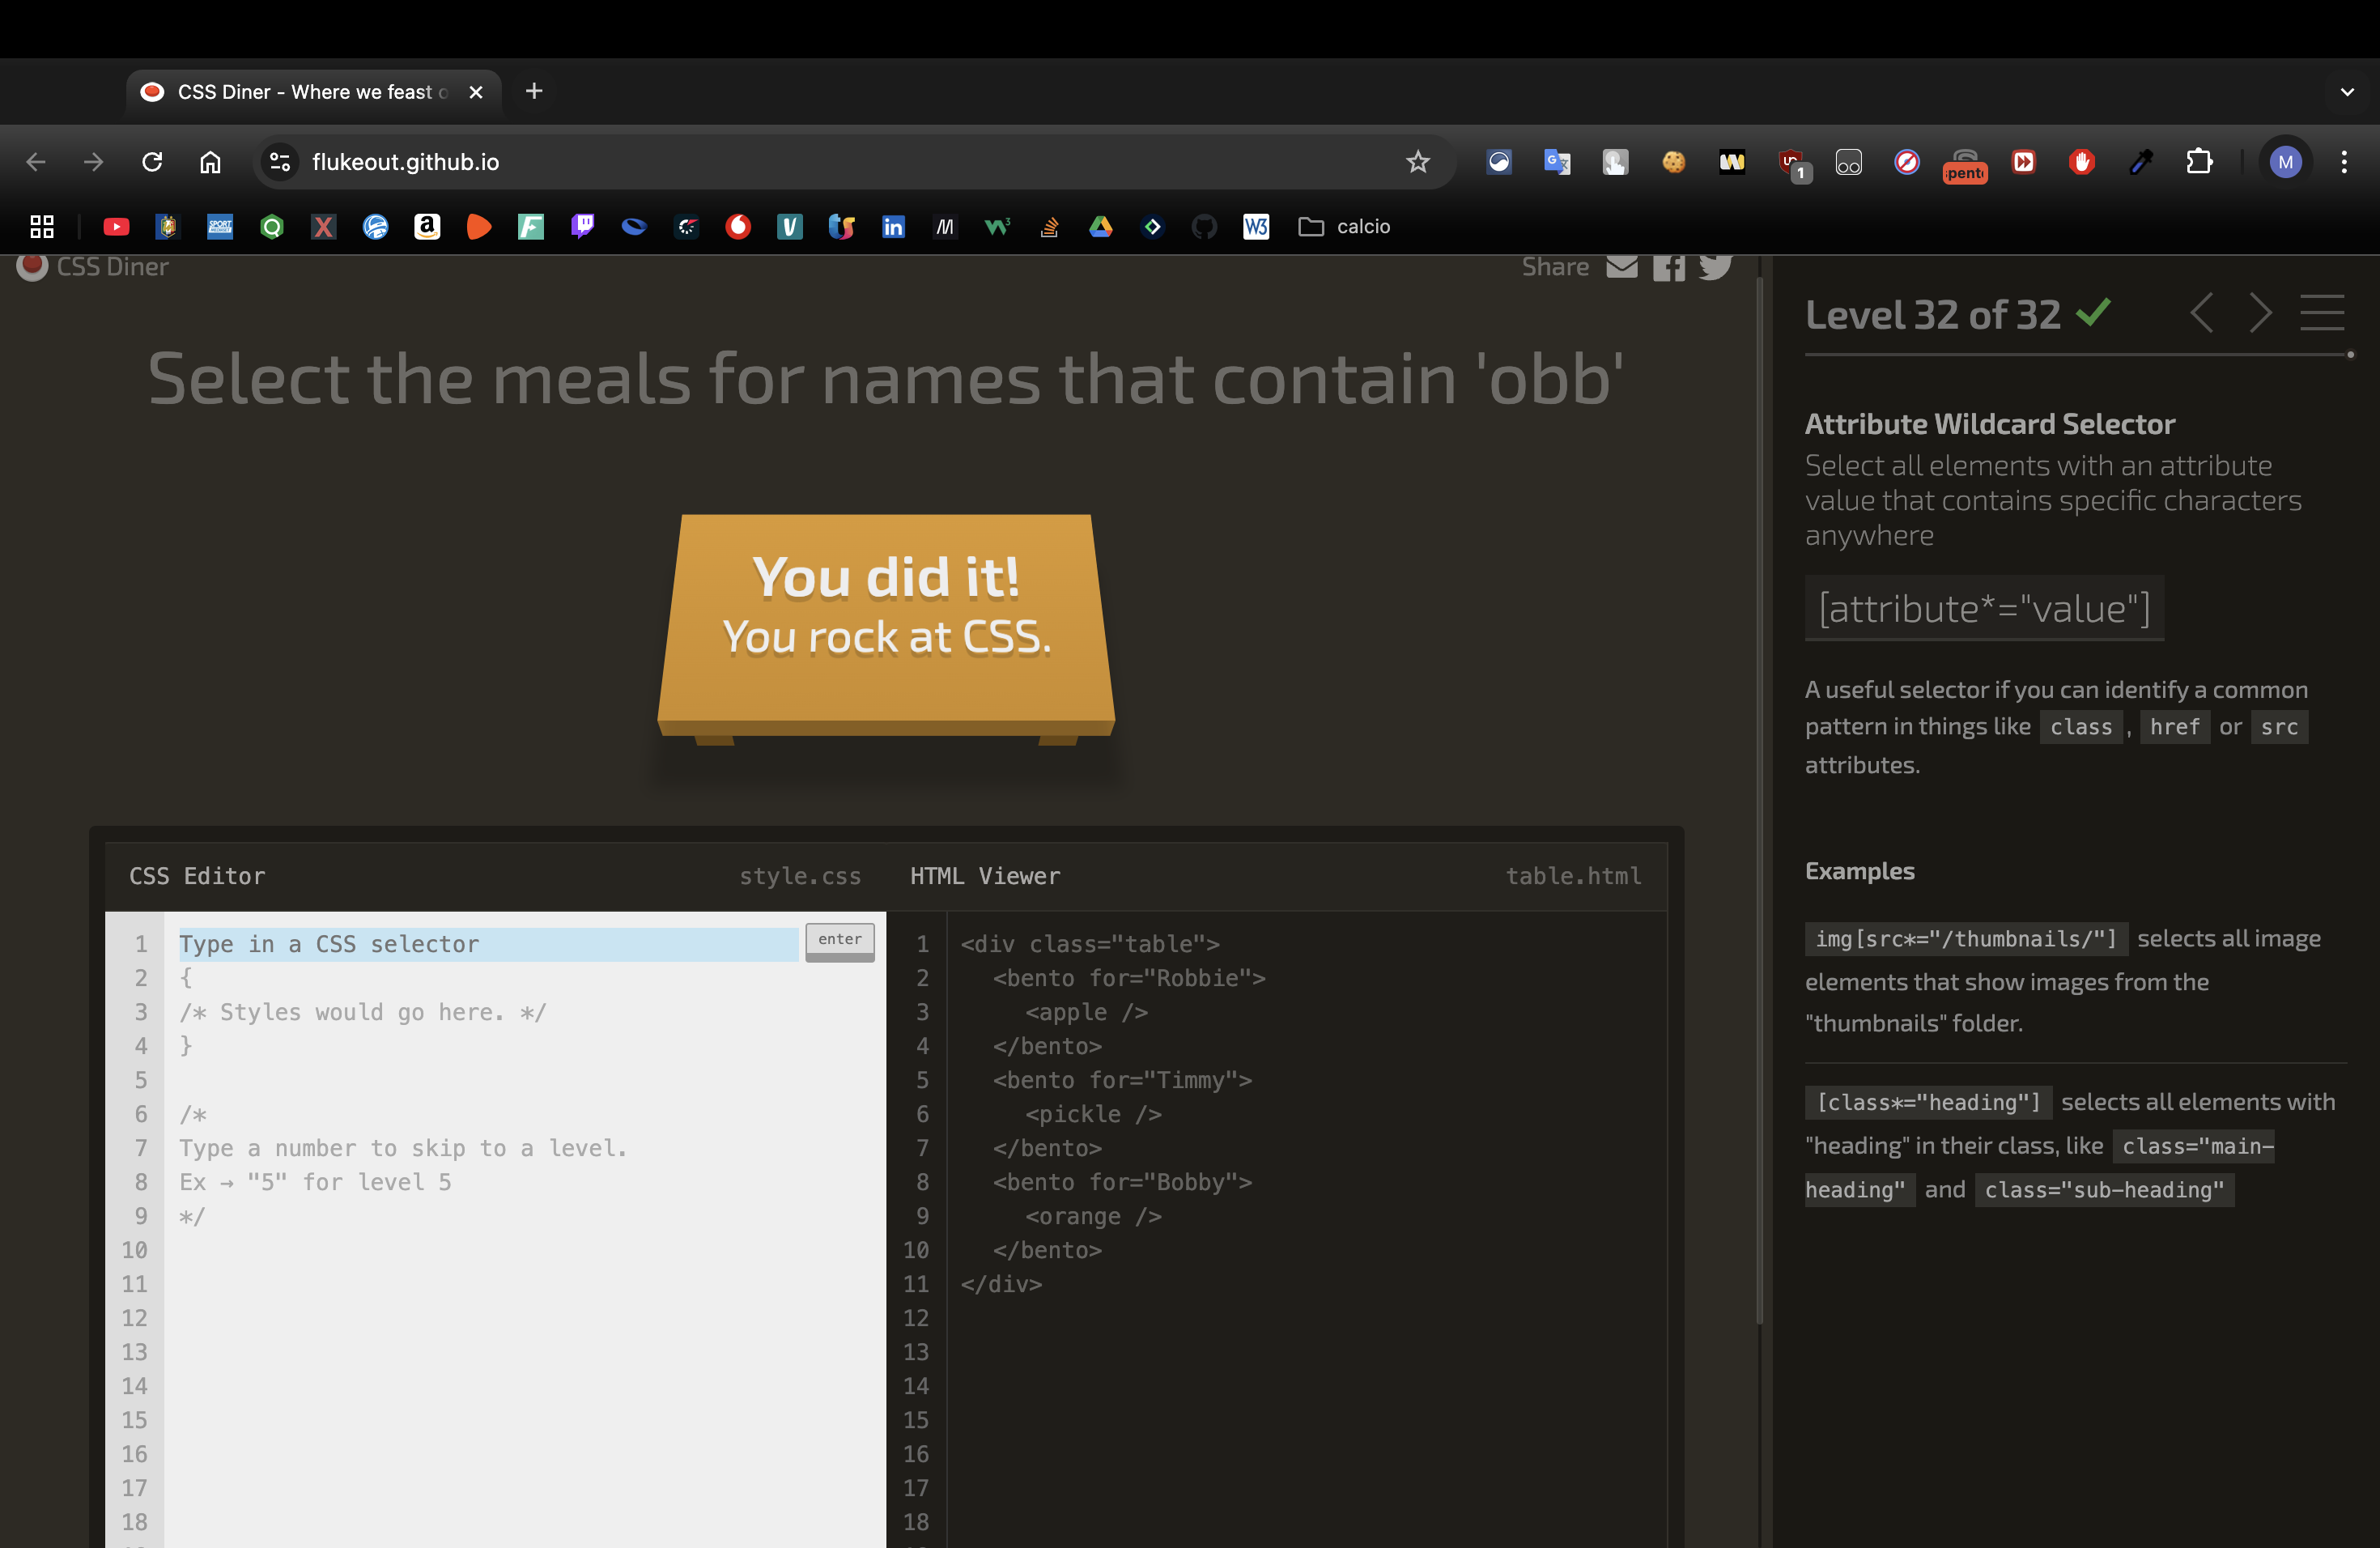 CSS Diner - Where we feast o
flukeout.github.io
1
spento
M
calcio
CSS Diner
Share
Select the meals for names that contain 'obb'
You did it!
You rock at CSS.
CSS Editor
style.css
1
Type in a CSS selector
enter
2
{
3
/* Styles would go here. */
4
}
5
6
/*
7
Type a number to skip to a level.
8
Ex → "5" for level 5
9
*/
10
11
12
13
14
15
16
17
18
HTML Viewer
table.html
1
<div class="table">
2
<bento for="Robbie">
3
<apple />
4
</bento>
5
<bento for="Timmy">
6
<pickle />
7
</bento>
8
<bento for="Bobby">
9
<orange />
10
</bento>
11
</div>
12
13
14
15
16
17
18
Level 32 of 32
Attribute Wildcard Selector
Select all elements with an attribute
value that contains specific characters
anywhere
[attribute*="value"]
A useful selector if you can identify a common
pattern in things like class , href or src
attributes.
Examples
img[src*="/thumbnails/"] selects all image
elements that show images from the
"thumbnails" folder.
[class*="heading"] selects all elements with
"heading" in their class, like class="main-
heading" and class="sub-heading"